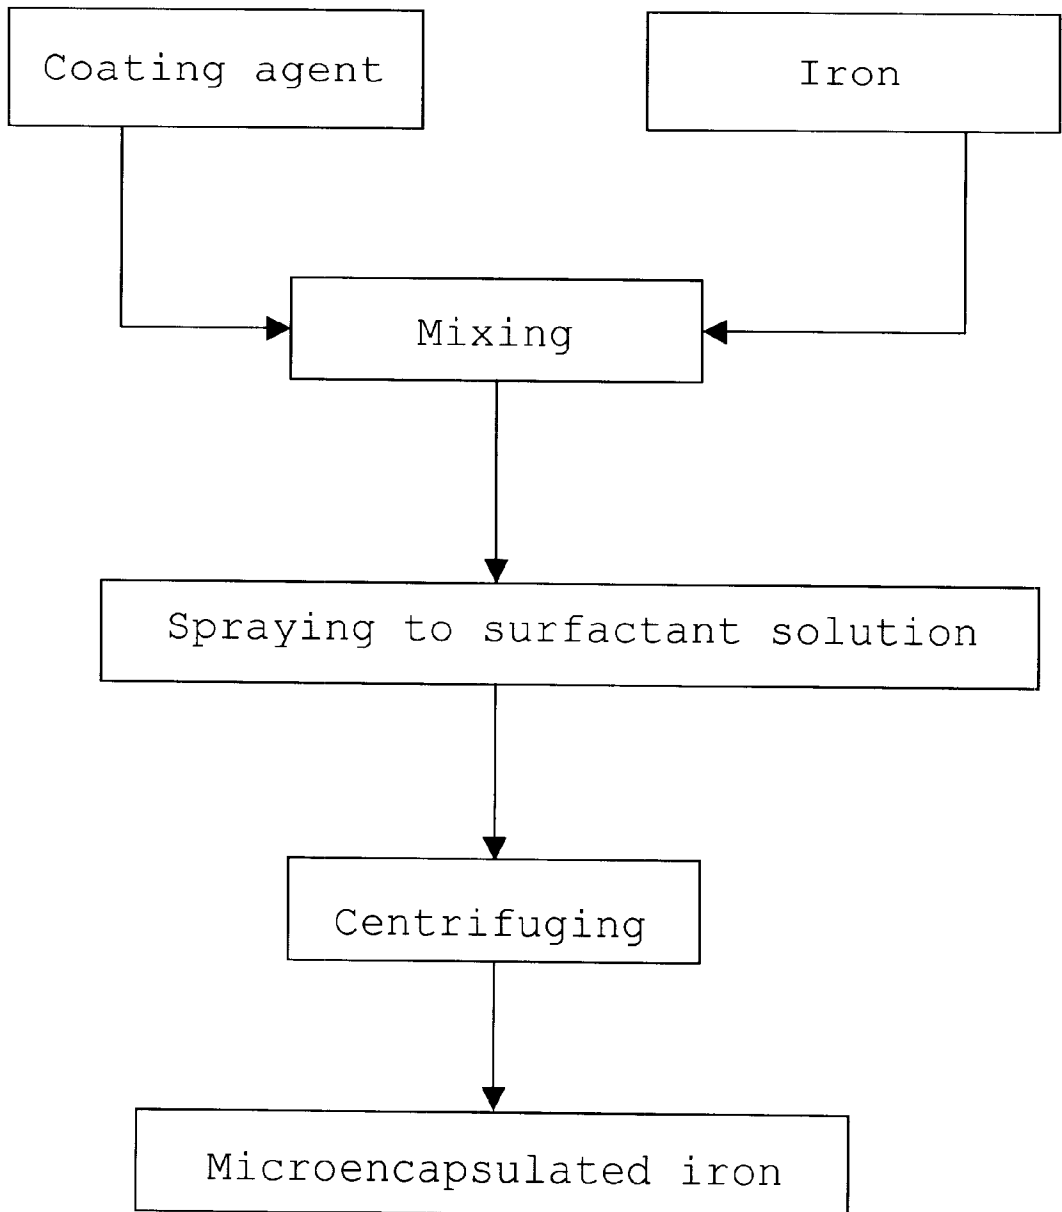 Coating agent
Iron
Mixing
Spraying to surfactant solution
Centrifuging
Microencapsulated iron